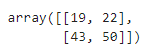 array([[19, 22],
       [43, 50]])